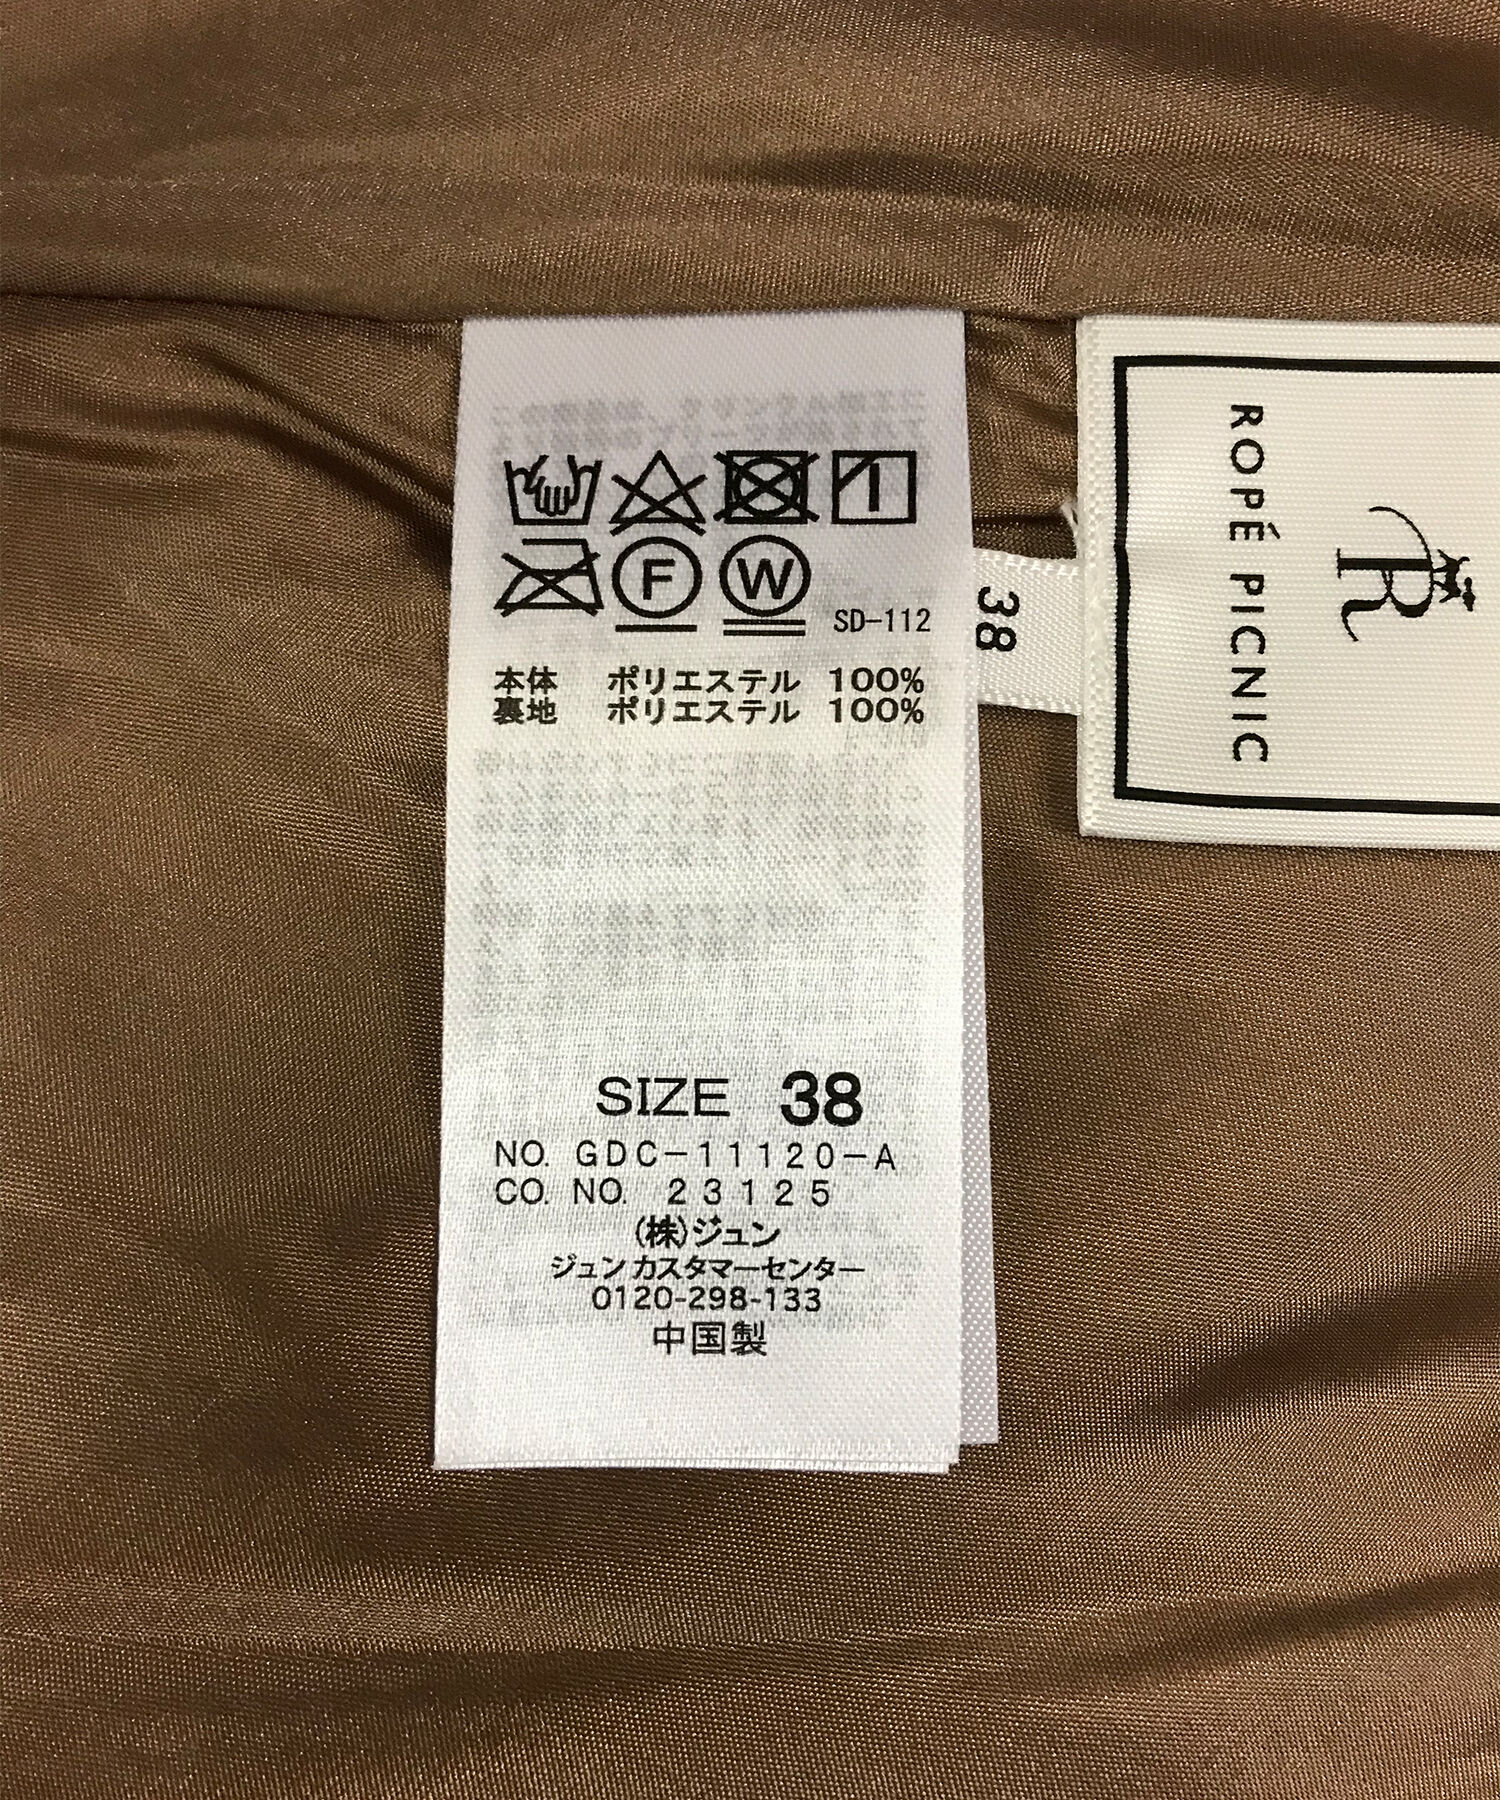 F W SD-112
本体 ポリエステル 100%
裏地 ポリエステル 100%
SIZE 38
NO. GDC-11120-A
CO. NO. 23125
(株)ジュン
ジュン カスタマーセンター
0120-298-133
中国製
38
ROPÉ PICNIC
R